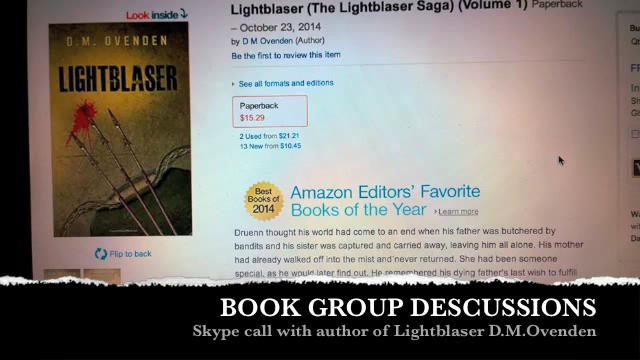 Look inside
D.M. OVENDEN
LIGHTBLASER
Flip to back
Lightblaser (The Lightblaser Saga) (Volume 1) Paperback
– October 23, 2014
by D M Ovenden (Author)
Be the first to review this item
See all formats and editions
Paperback
$15.29
2 Used from $21.21
13 New from $10.45
Best
Books of
2014
Amazon Editors' Favorite
Books of the Year
Learn more
Druenn thought his world had come to an end when his father was butchered by
bandits and his sister was captured and carried away, leaving him all alone. His mother
had already walked off into the mist and never returned. She had been someone
special, as he would later find out. He remembered his dying father's last wish to fulfill
BOOK GROUP DESCUSSIONS
Skype call with author of Lightblaser D.M.Ovenden